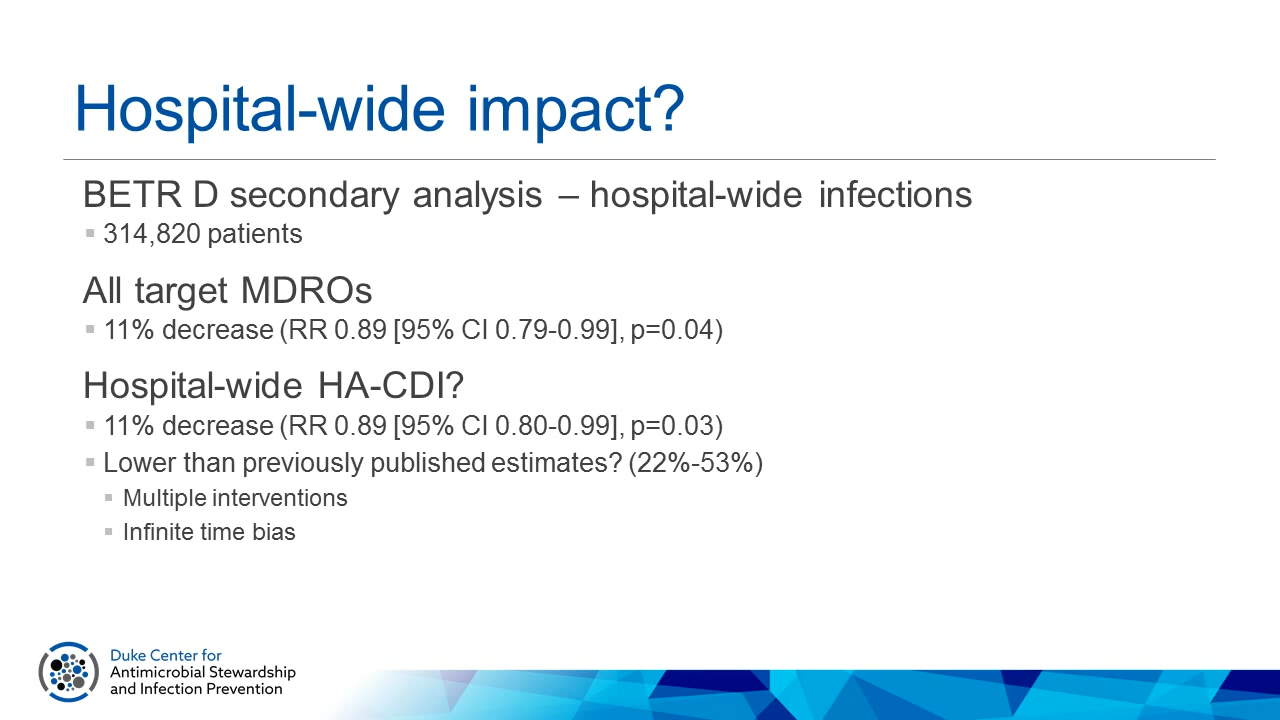 Hospital-wide impact?
BETR D secondary analysis – hospital-wide infections
314,820 patients
All target MDROs
11% decrease (RR 0.89 [95% CI 0.79-0.99], p=0.04)
Hospital-wide HA-CDI?
11% decrease (RR 0.89 [95% CI 0.80-0.99], p=0.03)
Lower than previously published estimates? (22%-53%)
Multiple interventions
Infinite time bias
Duke Center for
Antimicrobial Stewardship
and Infection Prevention